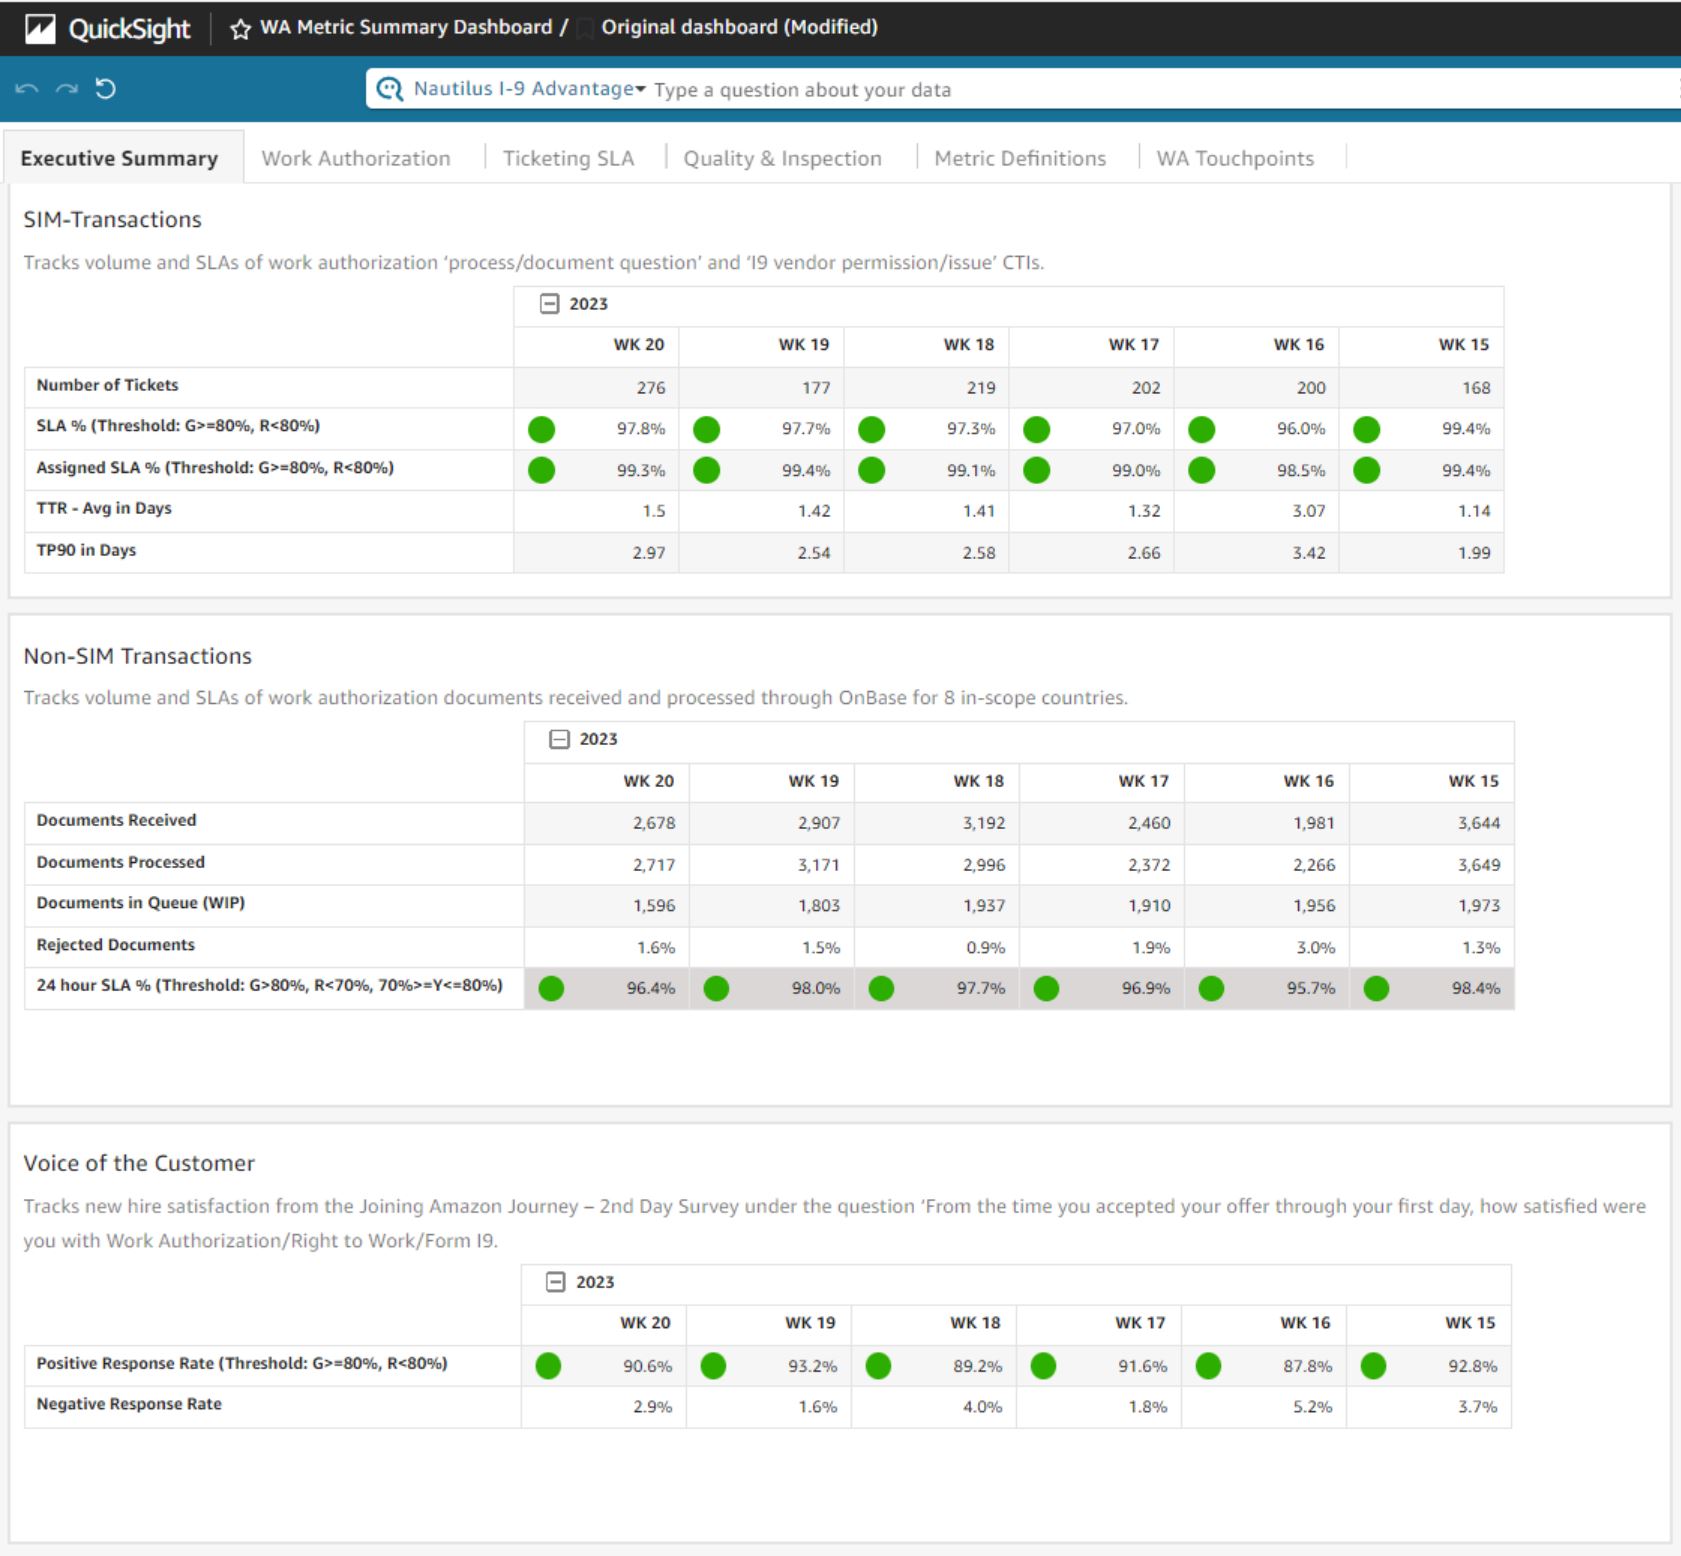 QuickSight WA Metric Summary Dashboard / Original dashboard (Modified)
Nautilus I-9 Advantage Type a question about your data
Executive Summary Work Authorization Ticketing SLA Quality & Inspection Metric Definitions WA Touchpoints
SIM-Transactions
Tracks volume and SLAs of work authorization ‘process/document question’ and ‘I9 vendor permission/issue’ CTIs.
2023
WK 20 WK 19 WK 18 WK 17 WK 16 WK 15
Number of Tickets 276 177 219 202 200 168
SLA % (Threshold: G>=80%, R<80%) 97.8% 97.7% 97.3% 97.0% 96.0% 99.4%
Assigned SLA % (Threshold: G>=80%, R<80%) 99.3% 99.4% 99.1% 99.0% 98.5% 99.4%
TTR - Avg in Days 1.5 1.42 1.41 1.32 3.07 1.14
TP90 in Days 2.97 2.54 2.58 2.66 3.42 1.99
Non-SIM Transactions
Tracks volume and SLAs of work authorization documents received and processed through OnBase for 8 in-scope countries.
2023
WK 20 WK 19 WK 18 WK 17 WK 16 WK 15
Documents Received 2,678 2,907 3,192 2,460 1,981 3,644
Documents Processed 2,717 3,171 2,996 2,372 2,266 3,649
Documents in Queue (WIP) 1,596 1,803 1,937 1,910 1,956 1,973
Rejected Documents 1.6% 1.5% 0.9% 1.9% 3.0% 1.3%
24 hour SLA % (Threshold: G>80%, R<70%, 70%>=Y<=80%) 96.4% 98.0% 97.7% 96.9% 95.7% 98.4%
Voice of the Customer
Tracks new hire satisfaction from the Joining Amazon Journey – 2nd Day Survey under the question ‘From the time you accepted your offer through your first day, how satisfied were
you with Work Authorization/Right to Work/Form I9.
2023
WK 20 WK 19 WK 18 WK 17 WK 16 WK 15
Positive Response Rate (Threshold: G>=80%, R<80%) 90.6% 93.2% 89.2% 91.6% 87.8% 92.8%
Negative Response Rate 2.9% 1.6% 4.0% 1.8% 5.2% 3.7%